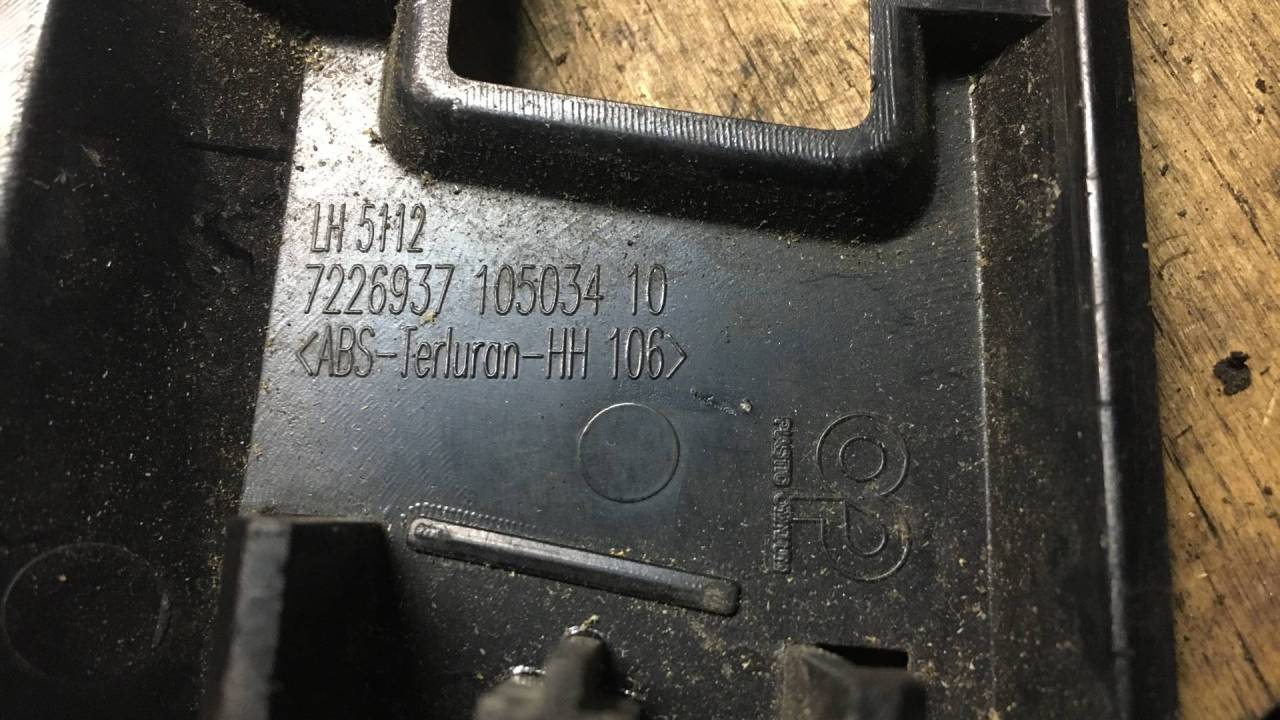 LH 5112
7226937 105034 10
<ABS-Terluran-HH 106>